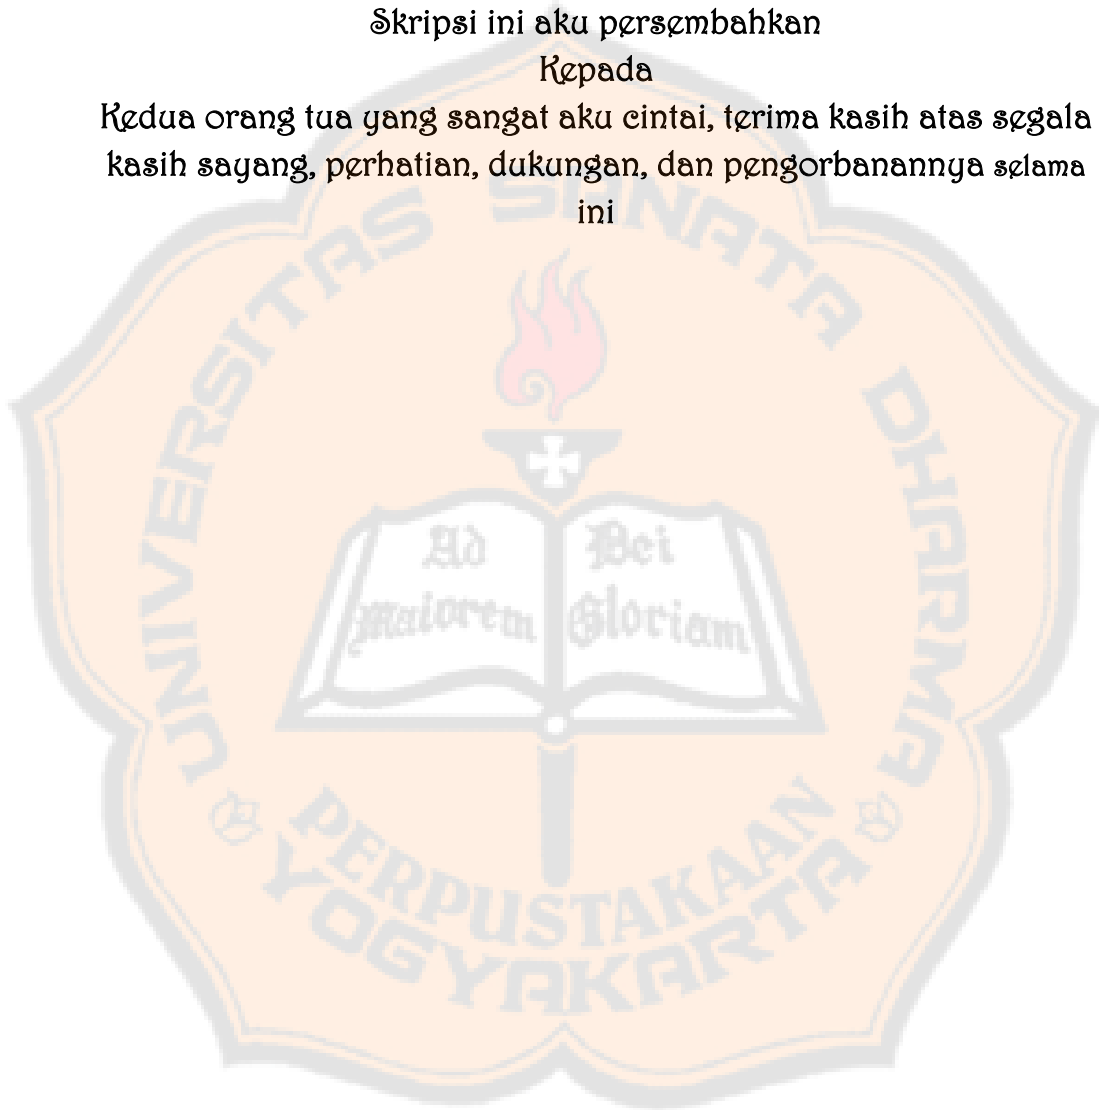 Skripsi ini aku persembahkan
Kepada
Kedua orang tua yang sangat aku cintai, terima kasih atas segala
kasih sayang, perhatian, dukungan, dan pengorbanannya selama
ini
UNIVERSITAS SANATA DHARMA
Ad Dei
Maiorem Gloriam
PERPUSTAKAAN
YOGYAKARTA